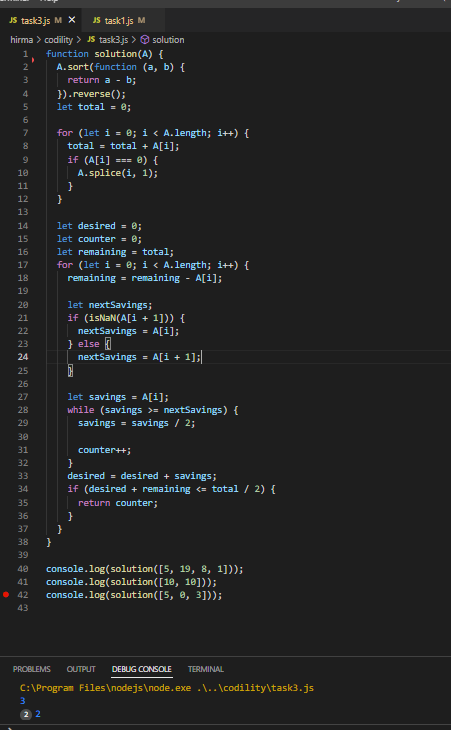 JS task3.js M × JS task1.js M
hirma > codility > JS task3.js > solution
1 function solution(A) {
2 A.sort(function (a, b) {
3 return a - b;
4 }).reverse();
5 let total = 0;
6
7 for (let i = 0; i < A.length; i++) {
8 total = total + A[i];
9 if (A[i] === 0) {
10 A.splice(i, 1);
11 }
12 }
13
14 let desired = 0;
15 let counter = 0;
16 let remaining = total;
17 for (let i = 0; i < A.length; i++) {
18 remaining = remaining - A[i];
19
20 let nextSavings;
21 if (isNaN(A[i + 1])) {
22 nextSavings = A[i];
23 } else {
24 nextSavings = A[i + 1];
25 }
26
27 let savings = A[i];
28 while (savings >= nextSavings) {
29 savings = savings / 2;
30
31 counter++;
32 }
33 desired = desired + savings;
34 if (desired + remaining <= total / 2) {
35 return counter;
36 }
37 }
38 }
39
40 console.log(solution([5, 19, 8, 1]));
41 console.log(solution([10, 10]));
42 console.log(solution([5, 0, 3]));
43
PROBLEMS OUTPUT DEBUG CONSOLE TERMINAL
C:\Program Files\nodejs\node.exe .\..\codility\task3.js
3
2 2